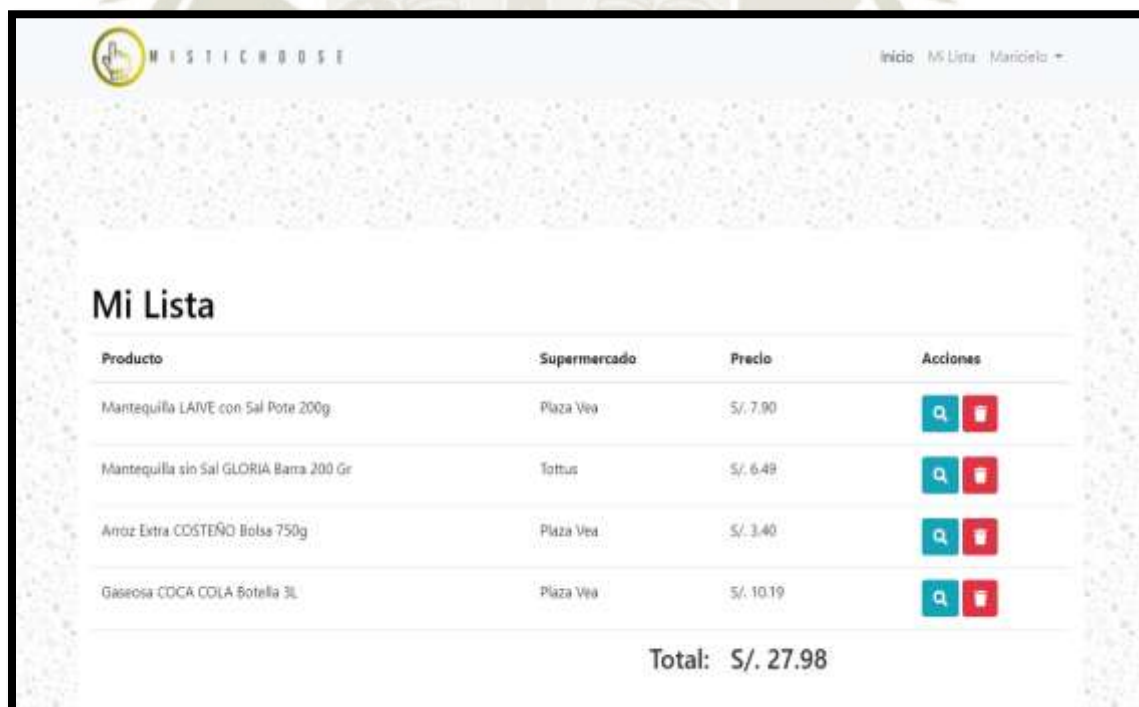 MISTICHOOSE
Inicio Mi Lista Maricielo
Mi Lista
Producto Supermercado Precio Acciones
Mantequilla LAIVE con Sal Pote 200g Plaza Vea S/. 7.90
Mantequilla sin Sal GLORIA Barra 200 Gr Tottus S/. 6.49
Arroz Extra COSTEÑO Bolsa 750g Plaza Vea S/. 3.40
Gaseosa COCA COLA Botella 3L Plaza Vea S/. 10.19
Total: S/. 27.98